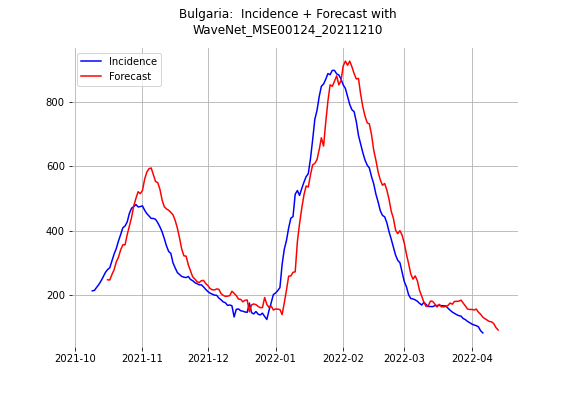 Bulgaria:  Incidence + Forecast with
WaveNet_MSE00124_20211210
Incidence
Forecast
800
600
400
200
2021-10
2021-11
2021-12
2022-01
2022-02
2022-03
2022-04